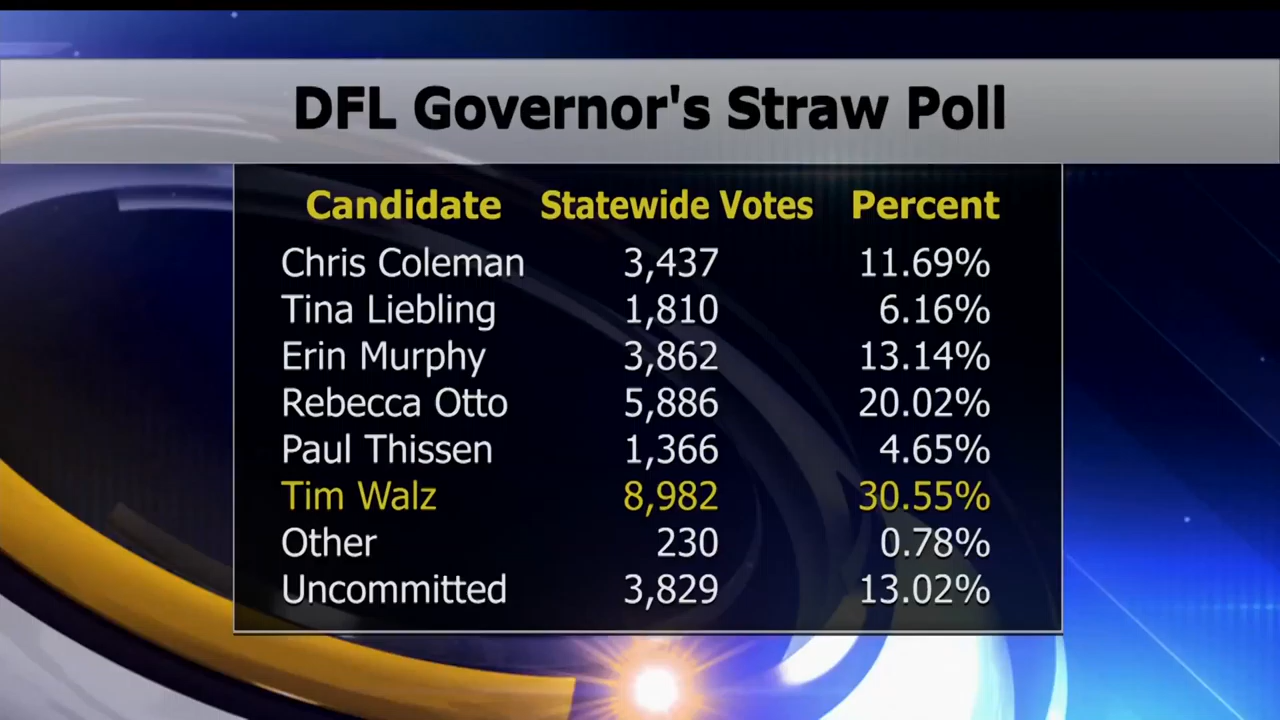 DFL Governor's Straw Poll
Candidate Statewide Votes Percent
Chris Coleman 3,437 11.69%
Tina Liebling 1,810 6.16%
Erin Murphy 3,862 13.14%
Rebecca Otto 5,886 20.02%
Paul Thissen 1,366 4.65%
Tim Walz 8,982 30.55%
Other 230 0.78%
Uncommitted 3,829 13.02%